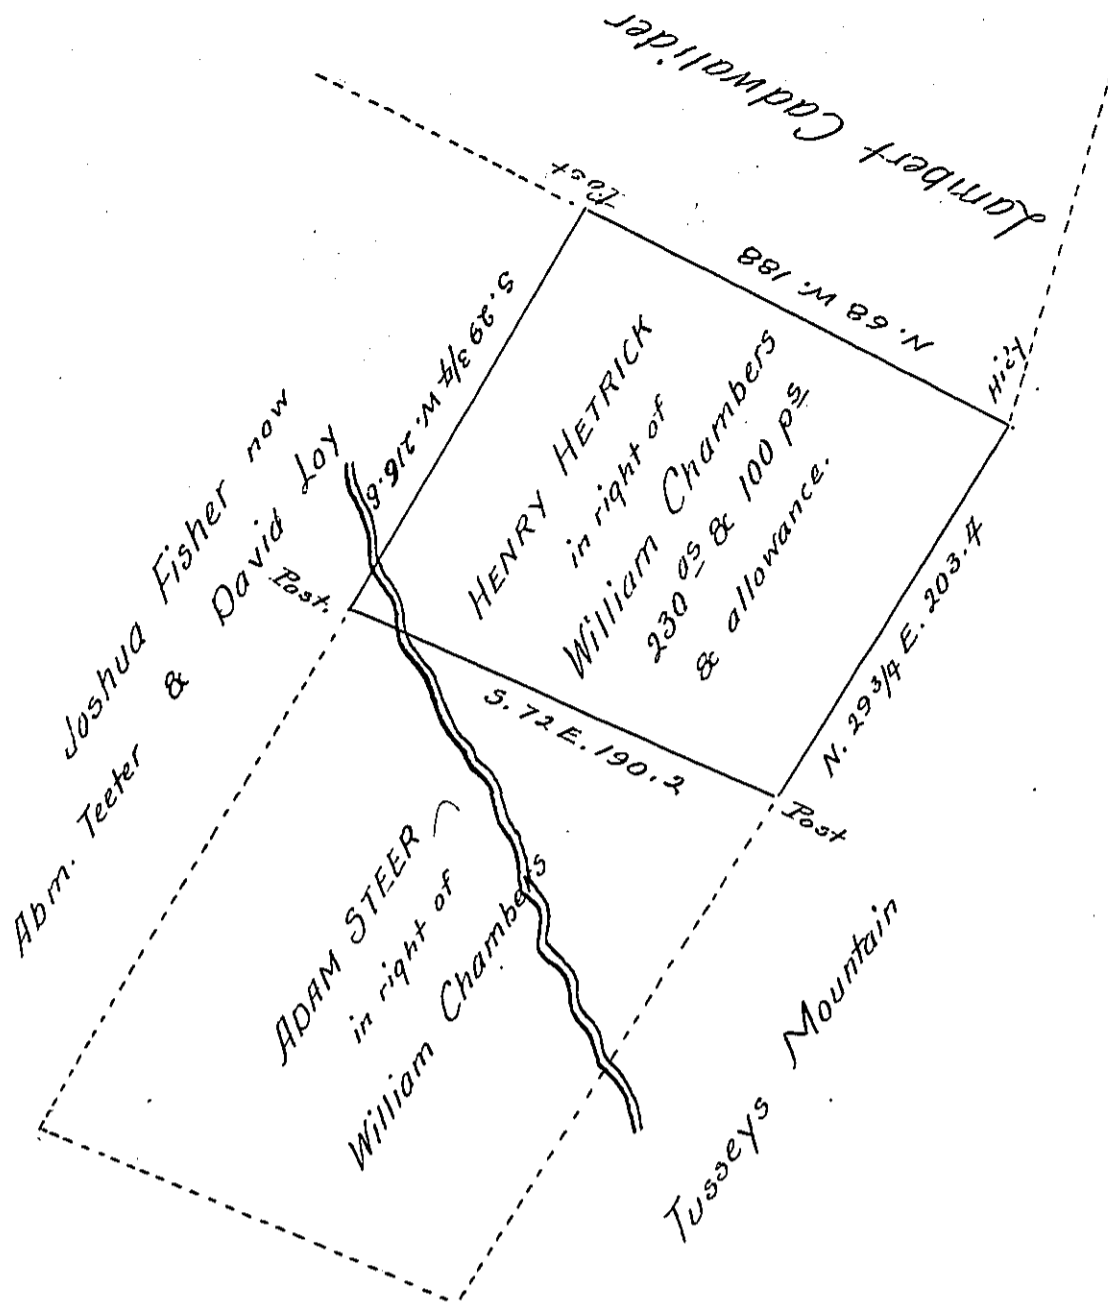 Lambert Cadwalider
Post
N. 68 W. 188
Hic'y
S. 29 3/4 W. 216.6
Joshua Fisher now
Abm. Teeter & David Loy
Post.
HENRY HETRICK
in right of
William Chambers
230 as & 100 ps
& allowance.
N. 29 3/4 E. 203.4
S. 72 E. 190.2
Post
ADAM STEER
in right of
William Chambers
Tusseys Mountain